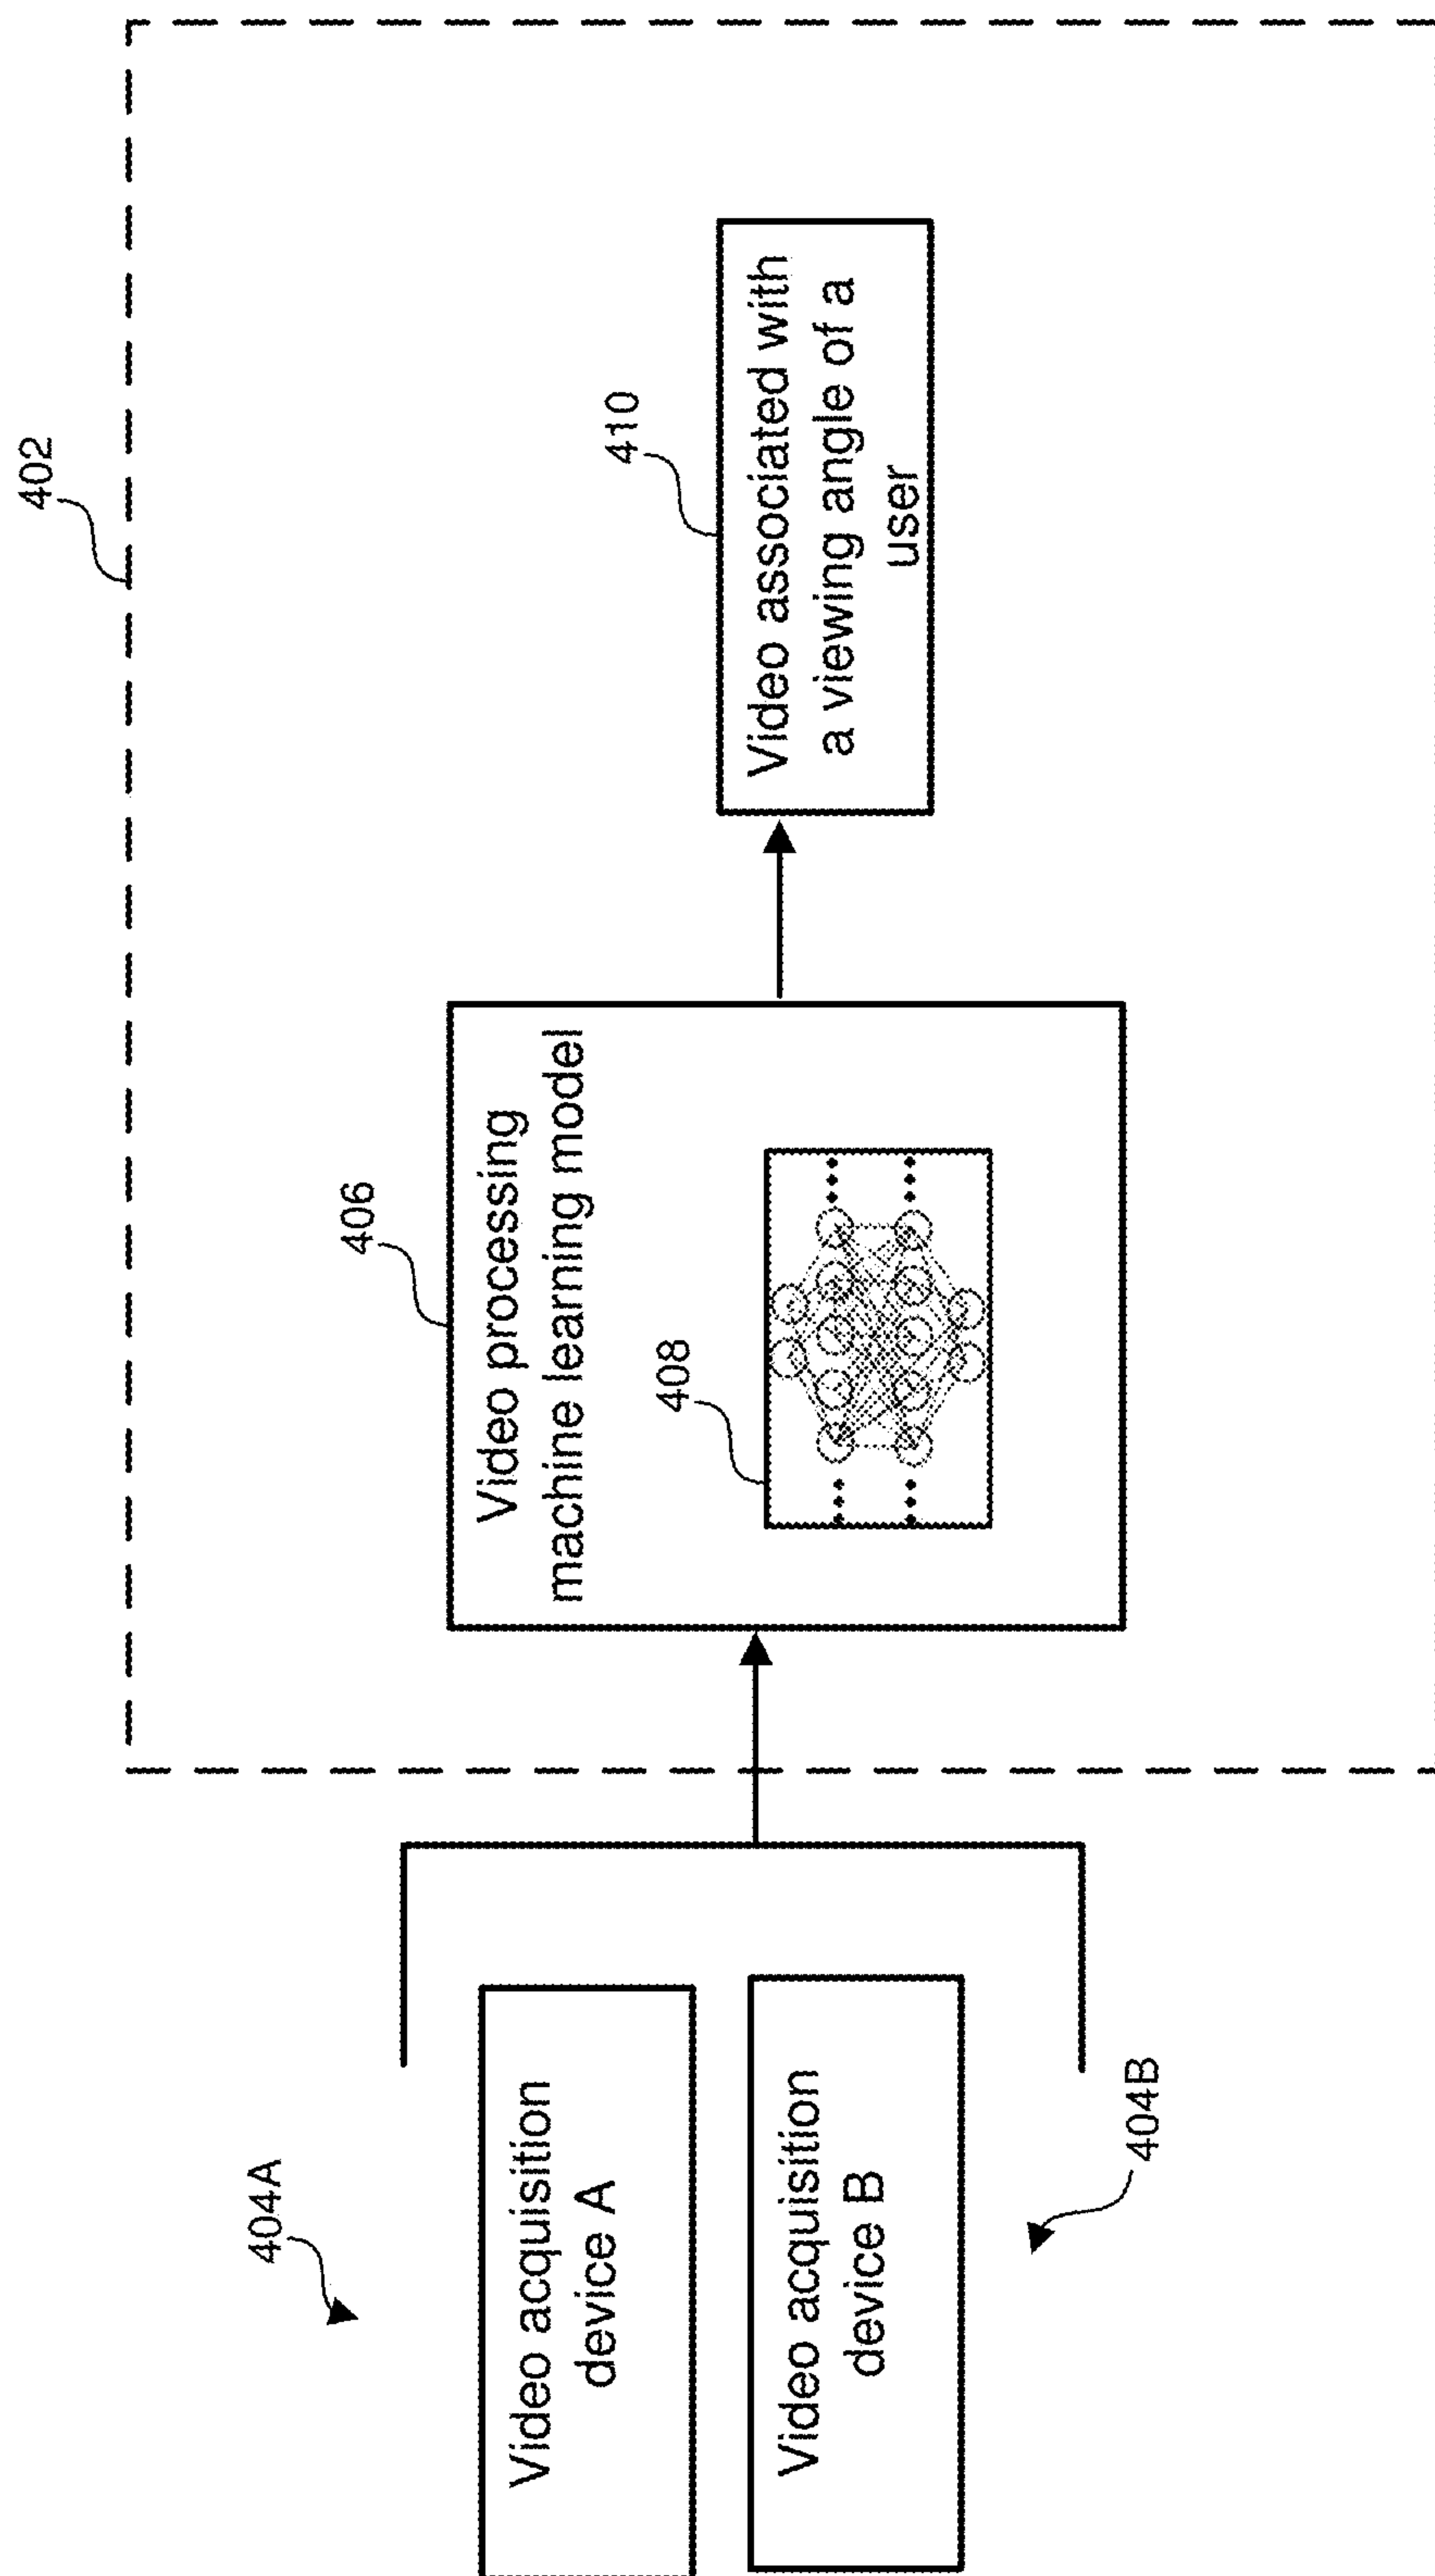 402
404A
Video acquisition
device A
Video acquisition
device B
404B
406
Video processing
machine learning model
408
410
Video associated with
a viewing angle of a
user